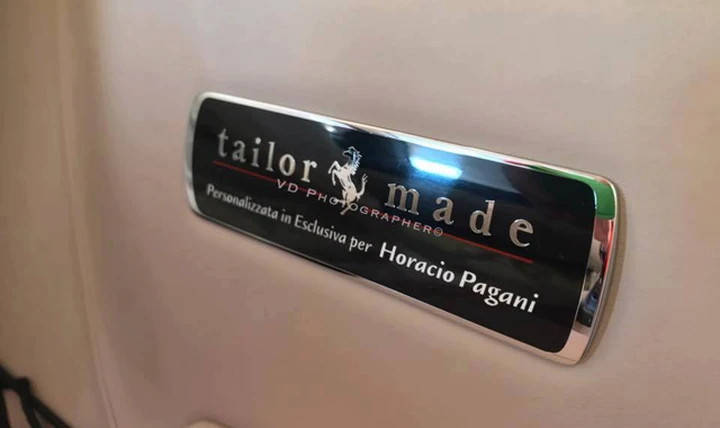 tailor made
VD PHOTOGRAPHER©
Personalizzata in Esclusiva per Horacio Pagani